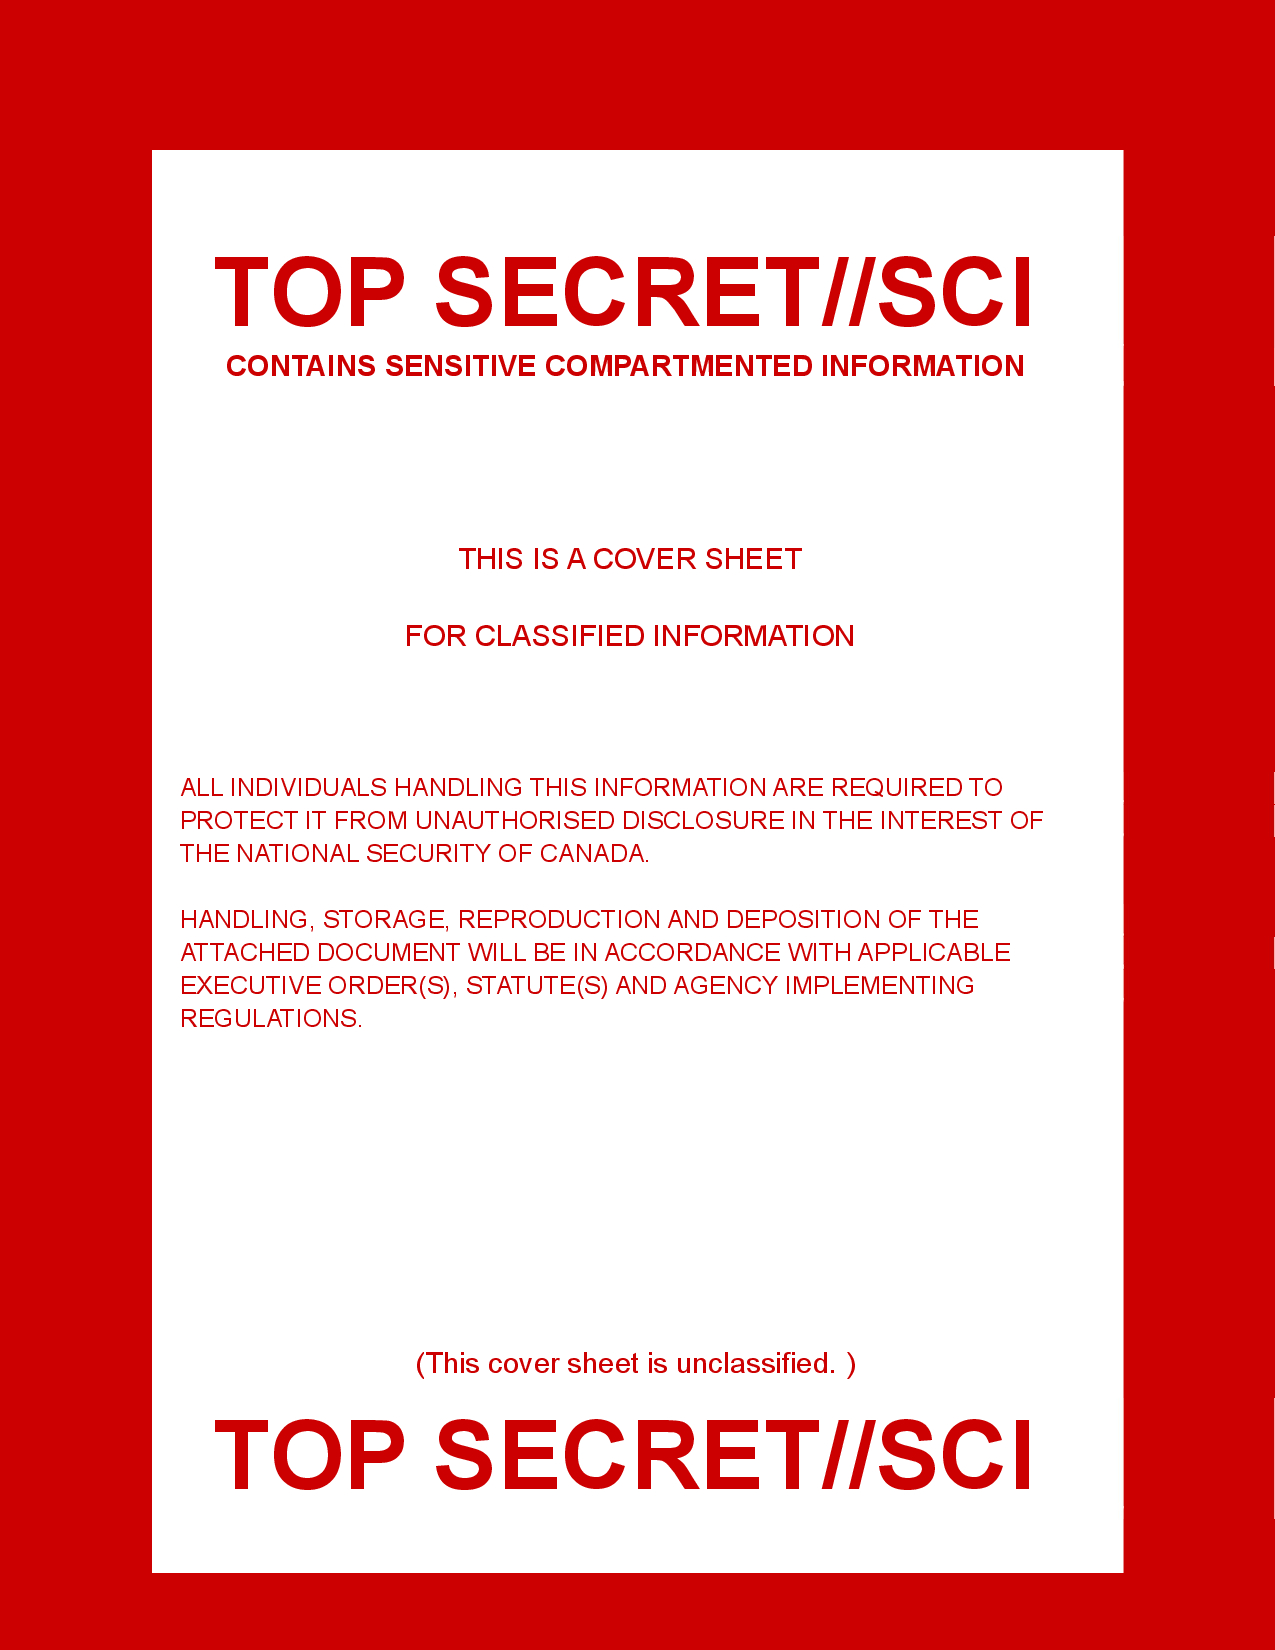 TOP SECRET//SCI
CONTAINS SENSITIVE COMPARTMENTED INFORMATION
THIS IS A COVER SHEET
FOR CLASSIFIED INFORMATION
ALL INDIVIDUALS HANDLING THIS INFORMATION ARE REQUIRED TO
PROTECT IT FROM UNAUTHORISED DISCLOSURE IN THE INTEREST OF
THE NATIONAL SECURITY OF CANADA.
HANDLING, STORAGE, REPRODUCTION AND DEPOSITION OF THE
ATTACHED DOCUMENT WILL BE IN ACCORDANCE WITH APPLICABLE
EXECUTIVE ORDER(S), STATUTE(S) AND AGENCY IMPLEMENTING
REGULATIONS.
(This cover sheet is unclassified. )
TOP SECRET//SCI